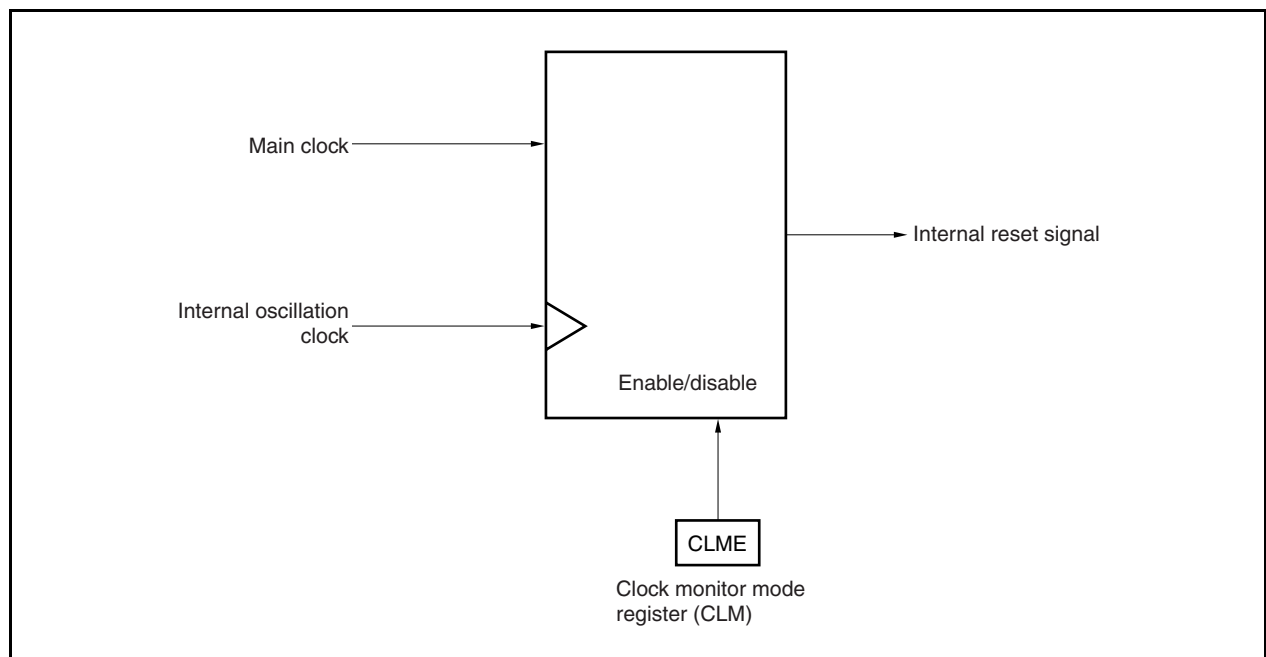 Main clock
Internal reset signal
Internal oscillation
clock
Enable/disable
CLME
Clock monitor mode
register (CLM)